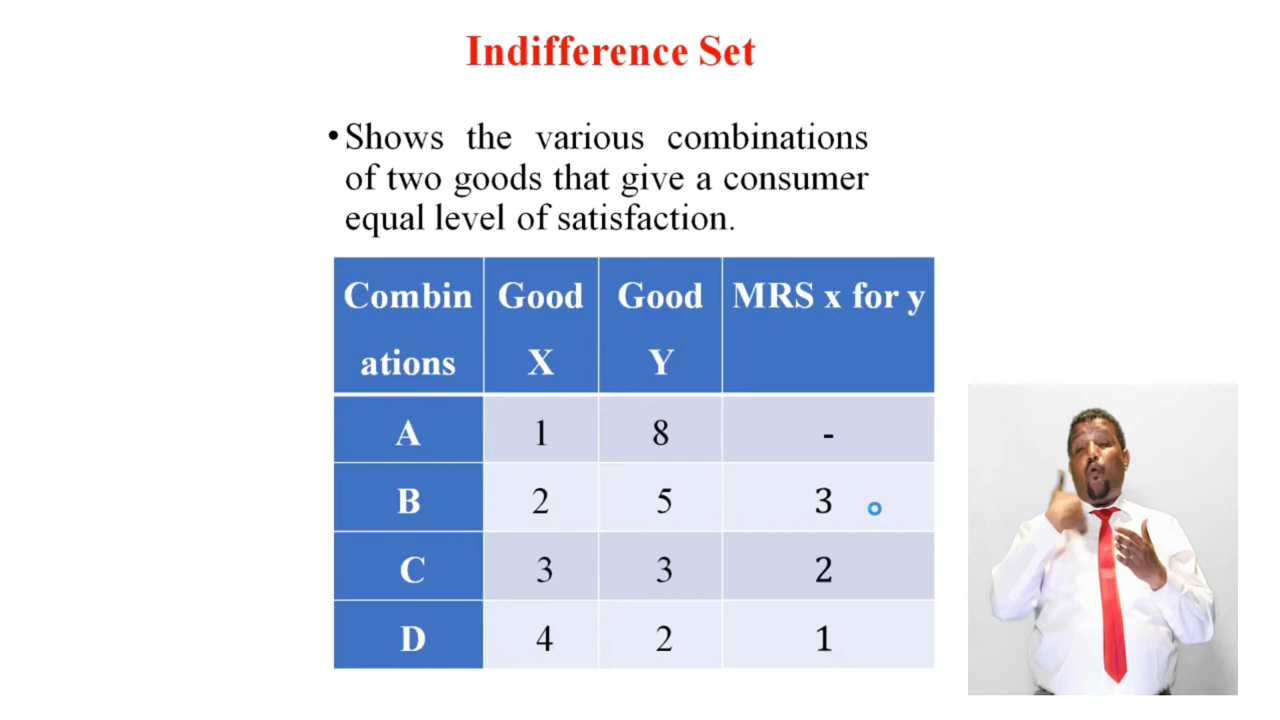 Indifference Set
• Shows the various combinations
of two goods that give a consumer
equal level of satisfaction.
Combin
ations
Good
X
Good
Y
MRS x for y
A 1 8 -
B 2 5 3
C 3 3 2
D 4 2 1